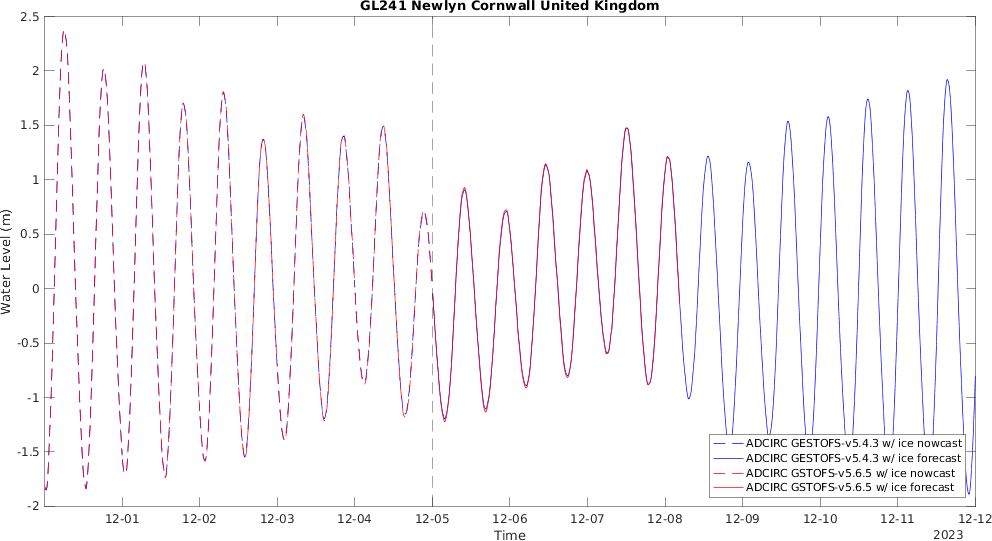 GL241 Newlyn Cornwall United Kingdom
2.5
2
1.5
1
0.5
0
-0.5
-1
-1.5
-2
Water Level (m)
ADCIRC GESTOFS-v5.4.3 w/ ice nowcast
ADCIRC GESTOFS-v5.4.3 w/ ice forecast
ADCIRC GSTOFS-v5.6.5 w/ ice nowcast
ADCIRC GSTOFS-v5.6.5 w/ ice forecast
12-01 12-02 12-03 12-04 12-05 12-06 12-07 12-08 12-09 12-10 12-11 12-12
Time
2023